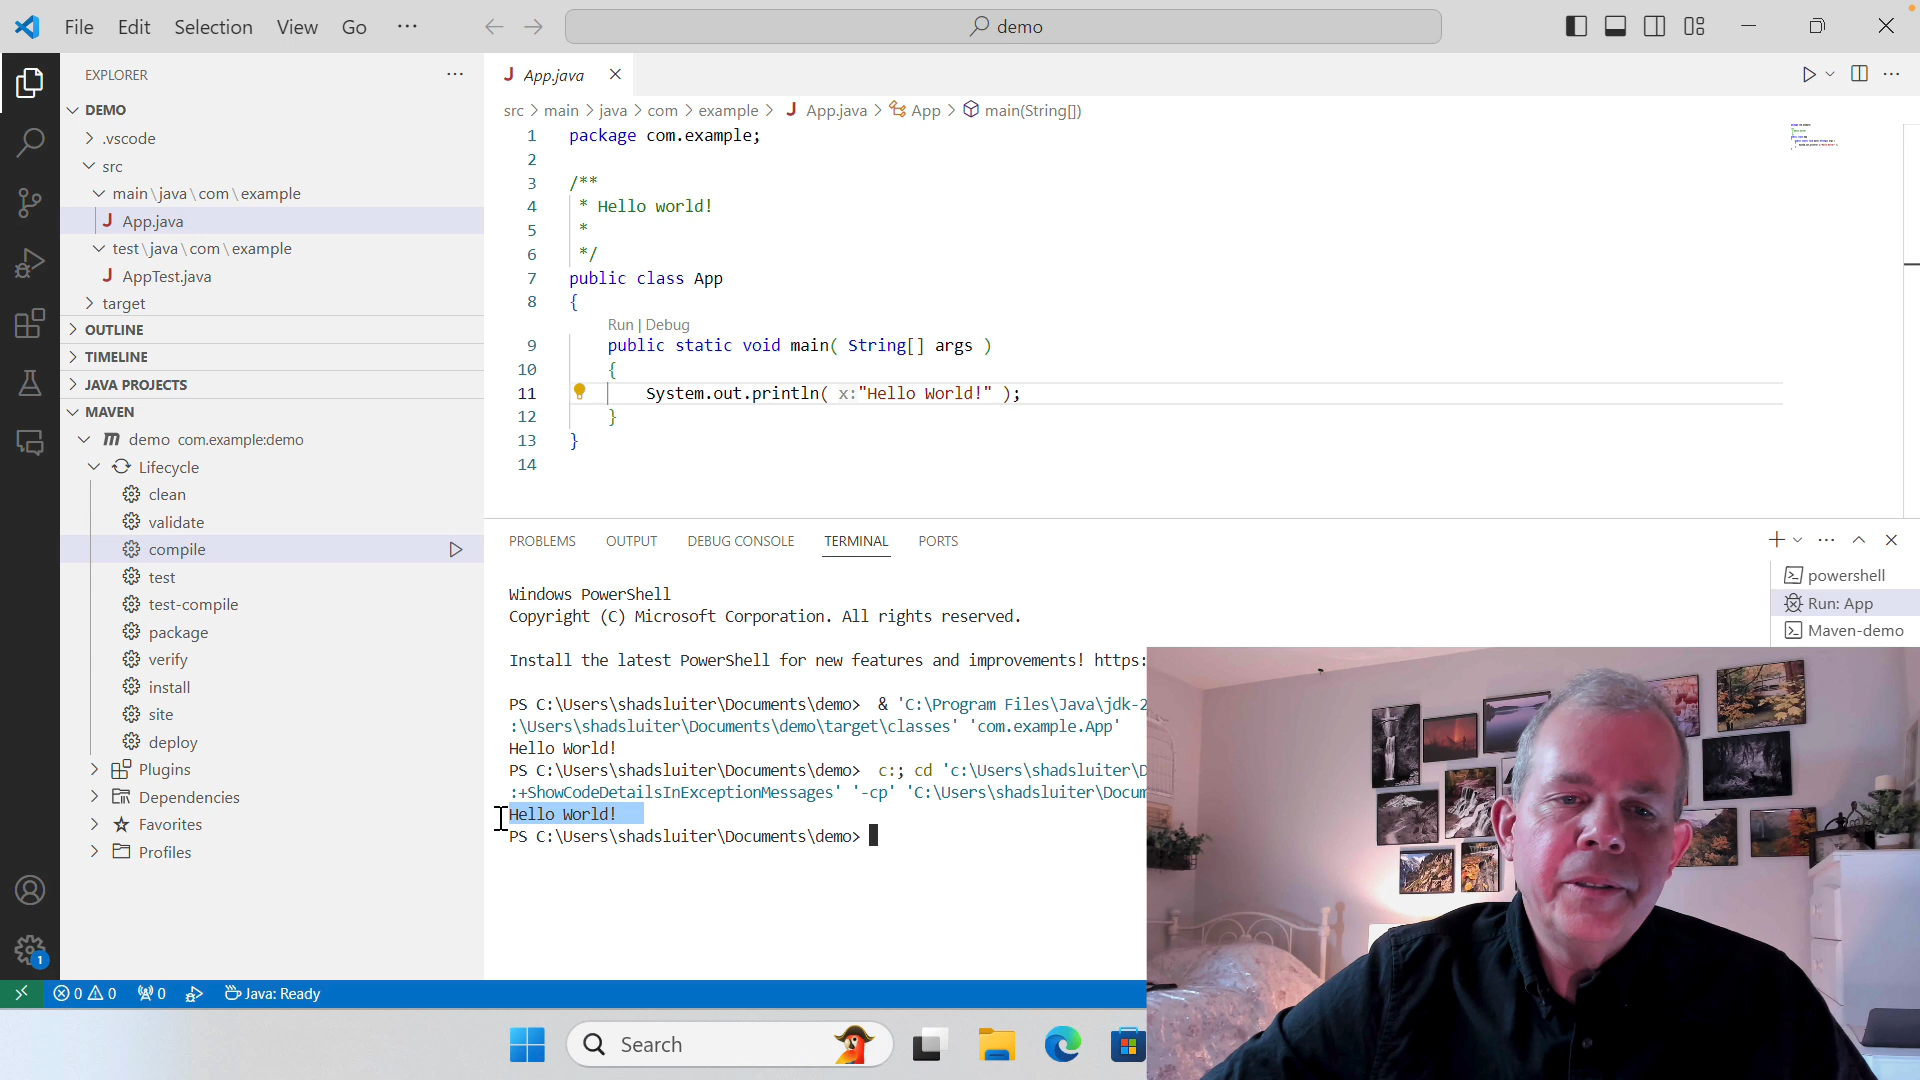 File Edit Selection View Go ···
demo
EXPLORER
DEMO
.vscode
src
main\java\com\example
J App.java
test\java\com\example
J AppTest.java
target
OUTLINE
TIMELINE
JAVA PROJECTS
MAVEN
demo com.example:demo
Lifecycle
clean
validate
compile
test
test-compile
package
verify
install
site
deploy
Plugins
Dependencies
Favorites
Profiles
1
J App.java
src > main > java > com > example > J App.java > App > main(String[])
1 package com.example;
2
3 /**
4 * Hello world!
5 *
6 */
7 public class App
8 {
Run | Debug
9 public static void main( String[] args )
10 {
11 System.out.println( x:"Hello World!" );
12 }
13 }
14
PROBLEMS OUTPUT DEBUG CONSOLE TERMINAL PORTS
powershell
Run: App
Maven-demo
Windows PowerShell
Copyright (C) Microsoft Corporation. All rights reserved.
Install the latest PowerShell for new features and improvements! https:
PS C:\Users\shadsluiter\Documents\demo> & 'C:\Program Files\Java\jdk-2
:\Users\shadsluiter\Documents\demo\target\classes' 'com.example.App'
Hello World!
PS C:\Users\shadsluiter\Documents\demo> c:; cd 'c:\Users\shadsluiter\D
:+ShowCodeDetailsInExceptionMessages' '-cp' 'C:\Users\shadsluiter\Docum
Hello World!
PS C:\Users\shadsluiter\Documents\demo>
0 0 0 Java: Ready
Search